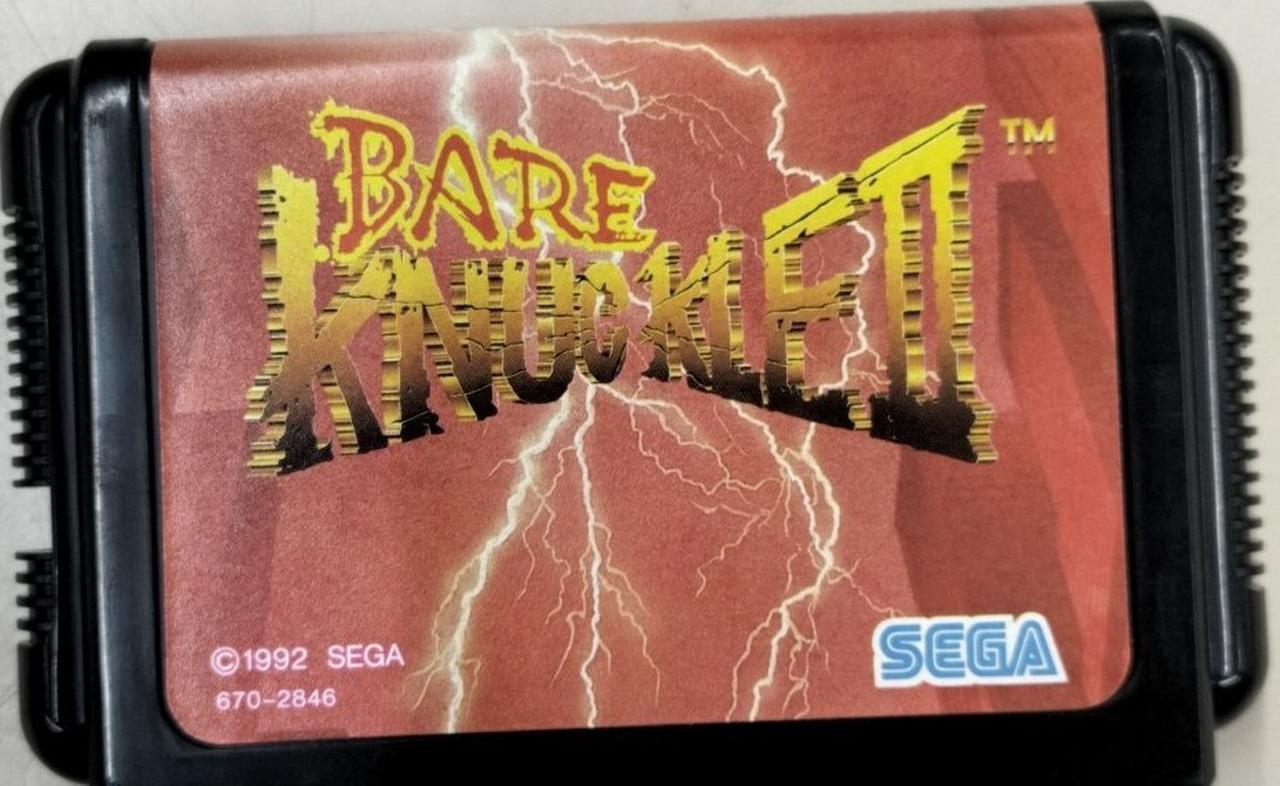 BARE
KNUCKLE II TM
©1992 SEGA
670-2846
SEGA